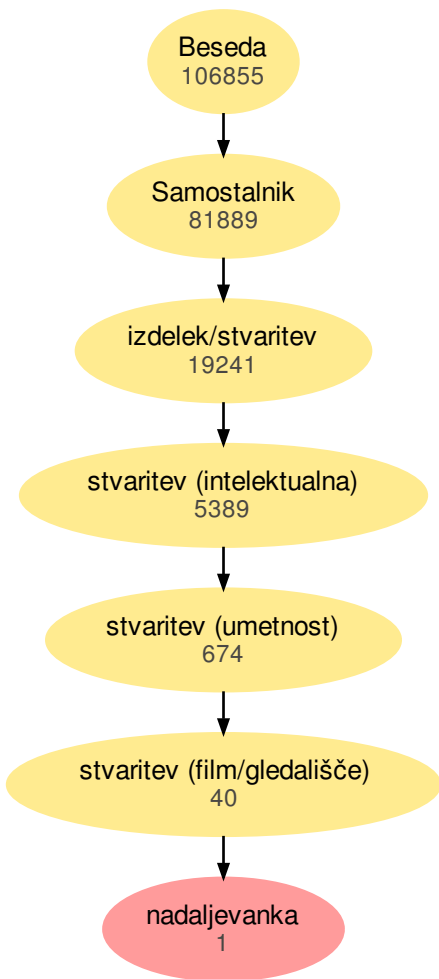 Beseda
106855
Samostalnik
81889
izdelek/stvaritev
19241
stvaritev (intelektualna)
5389
stvaritev (umetnost)
674
stvaritev (film/gledališče)
40
nadaljevanka
1